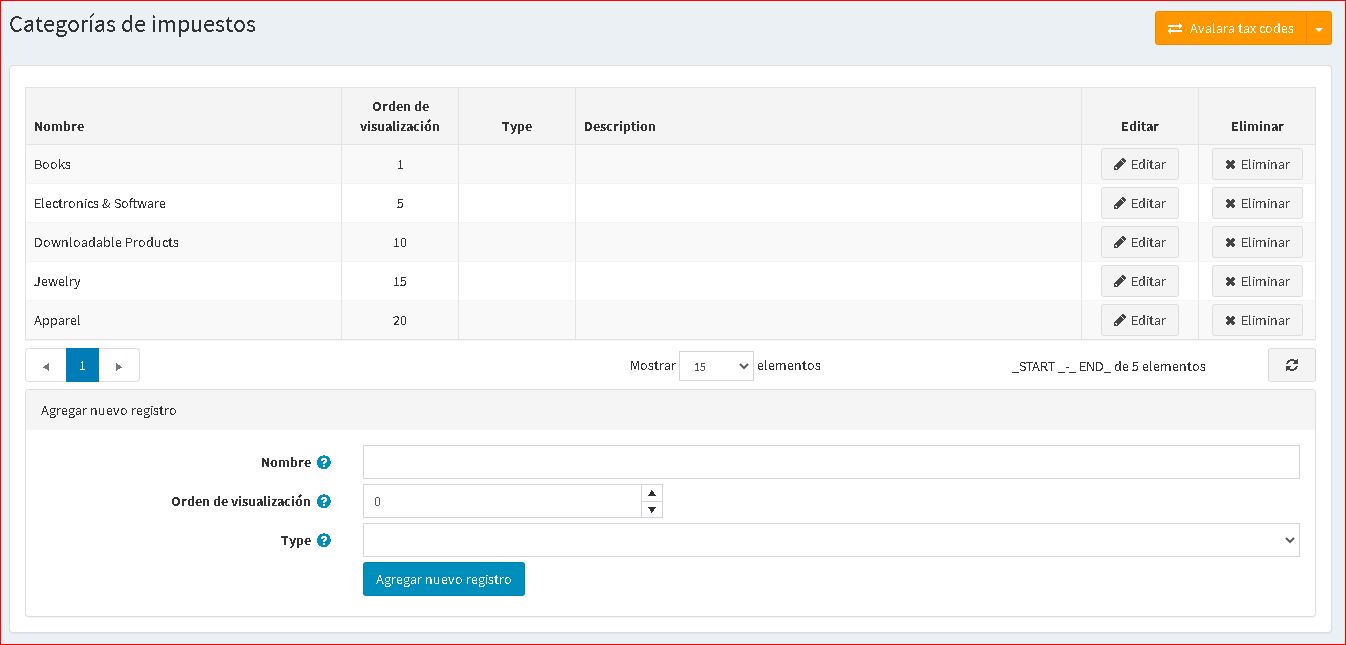 Categorías de impuestos
Avalara tax codes
Nombre Orden de visualización Type Description Editar Eliminar
Books 1 Editar Eliminar
Electronics & Software 5 Editar Eliminar
Downloadable Products 10 Editar Eliminar
Jewelry 15 Editar Eliminar
Apparel 20 Editar Eliminar
1 Mostrar 15 elementos _START _-_ END_ de 5 elementos
Agregar nuevo registro
Nombre
Orden de visualización 0
Type
Agregar nuevo registro